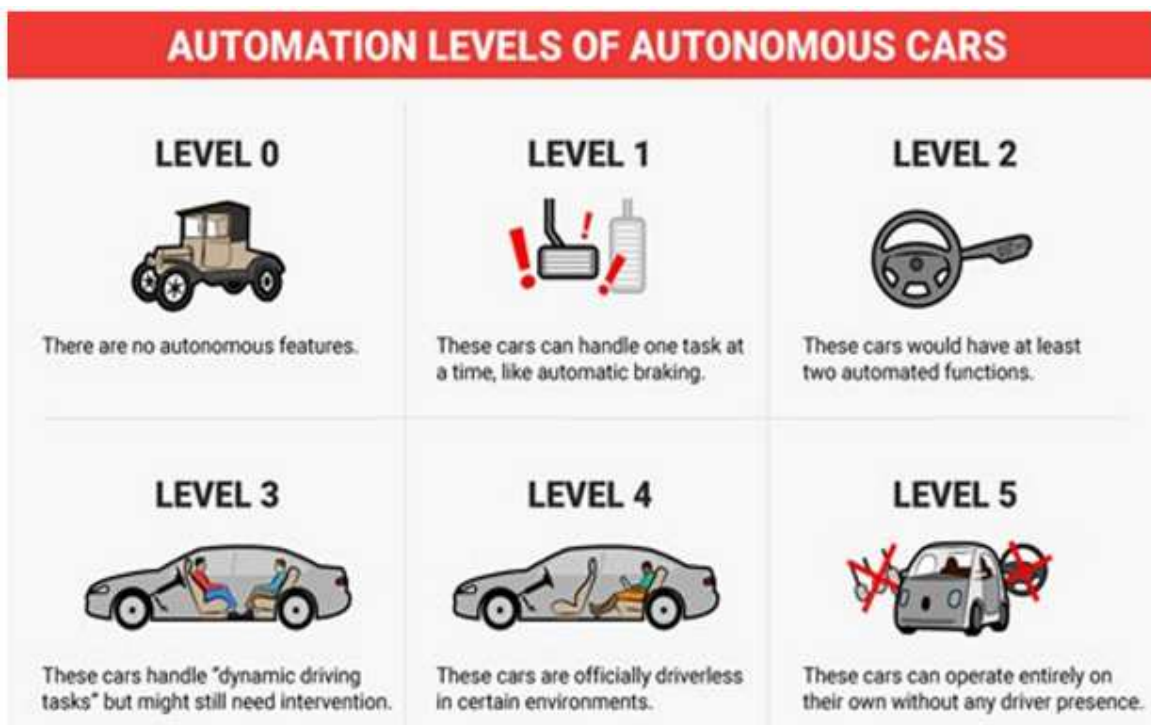 AUTOMATION LEVELS OF AUTONOMOUS CARS
LEVEL 0
There are no autonomous features.
LEVEL 1
These cars can handle one task at
a time, like automatic braking.
LEVEL 2
These cars would have at least
two automated functions.
LEVEL 3
These cars handle "dynamic driving
tasks" but might still need intervention.
LEVEL 4
These cars are officially driverless
in certain environments.
LEVEL 5
These cars can operate entirely on
their own without any driver presence.